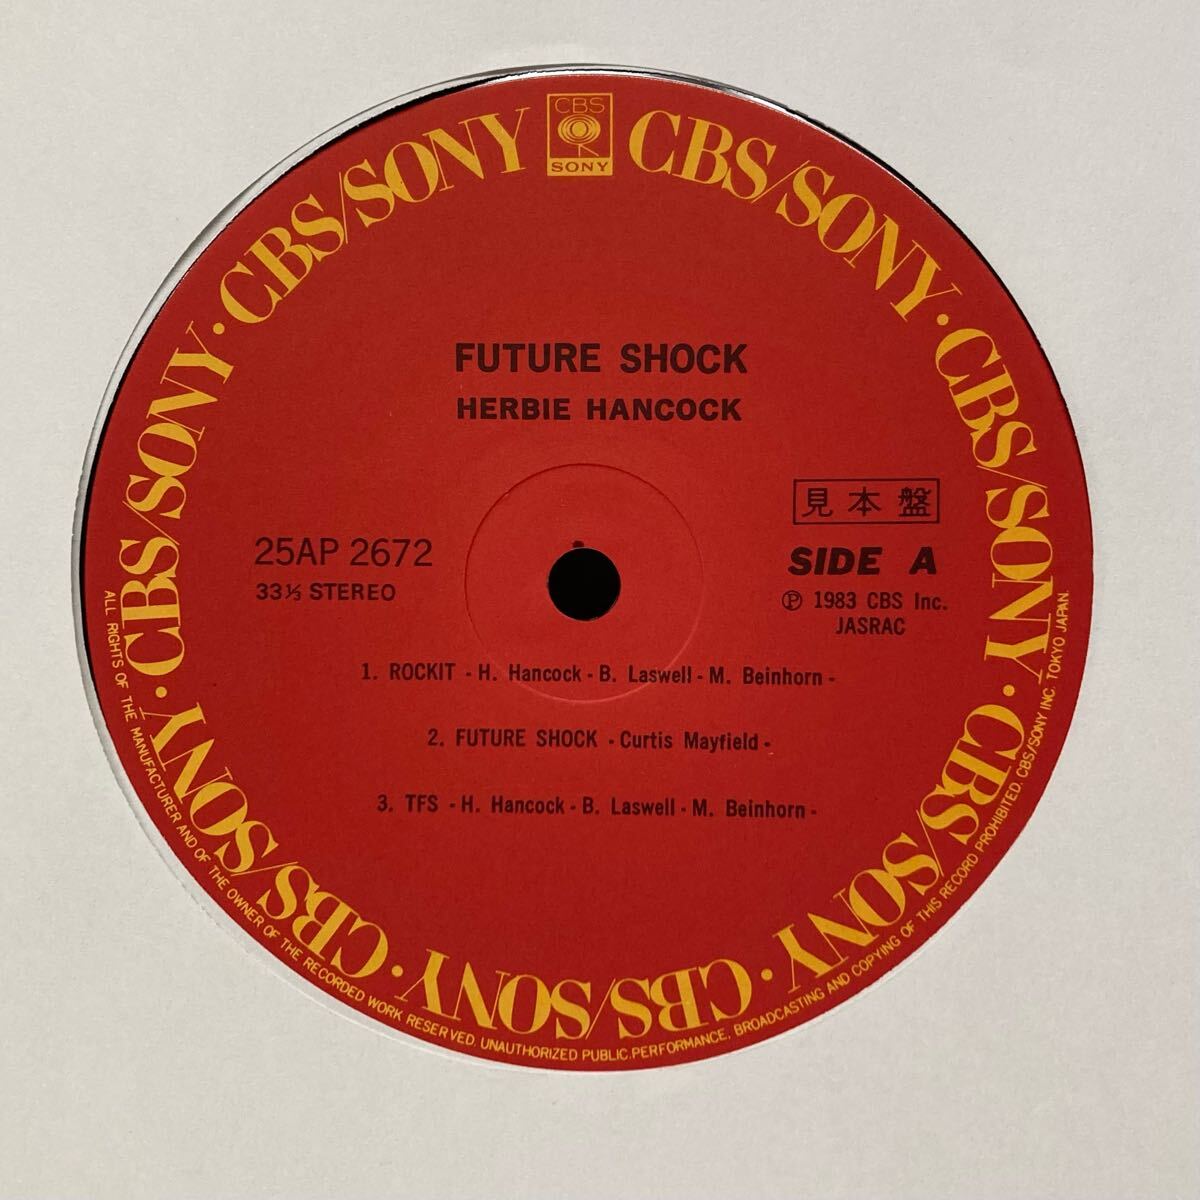 CBS
SONY
CBS/SONY · CBS/SONY · CBS/SONY · CBS/SONY · CBS/SONY · CBS/SONY · CBS/SONY · CBS/SONY · CBS/SONY
FUTURE SHOCK
HERBIE HANCOCK
見本盤
25AP 2672
SIDE A
33⅓ STEREO
Ⓟ 1983 CBS Inc.
JASRAC
1. ROCKIT - H. Hancock - B. Laswell - M. Beinhorn -
2. FUTURE SHOCK - Curtis Mayfield -
3. TFS - H. Hancock - B. Laswell - M. Beinhorn -
ALL RIGHTS OF THE MANUFACTURER AND OF THE OWNER OF THE RECORDED WORK RESERVED. UNAUTHORIZED PUBLIC PERFORMANCE, BROADCASTING AND COPYING OF THIS RECORD PROHIBITED. CBS/SONY INC. TOKYO JAPAN.